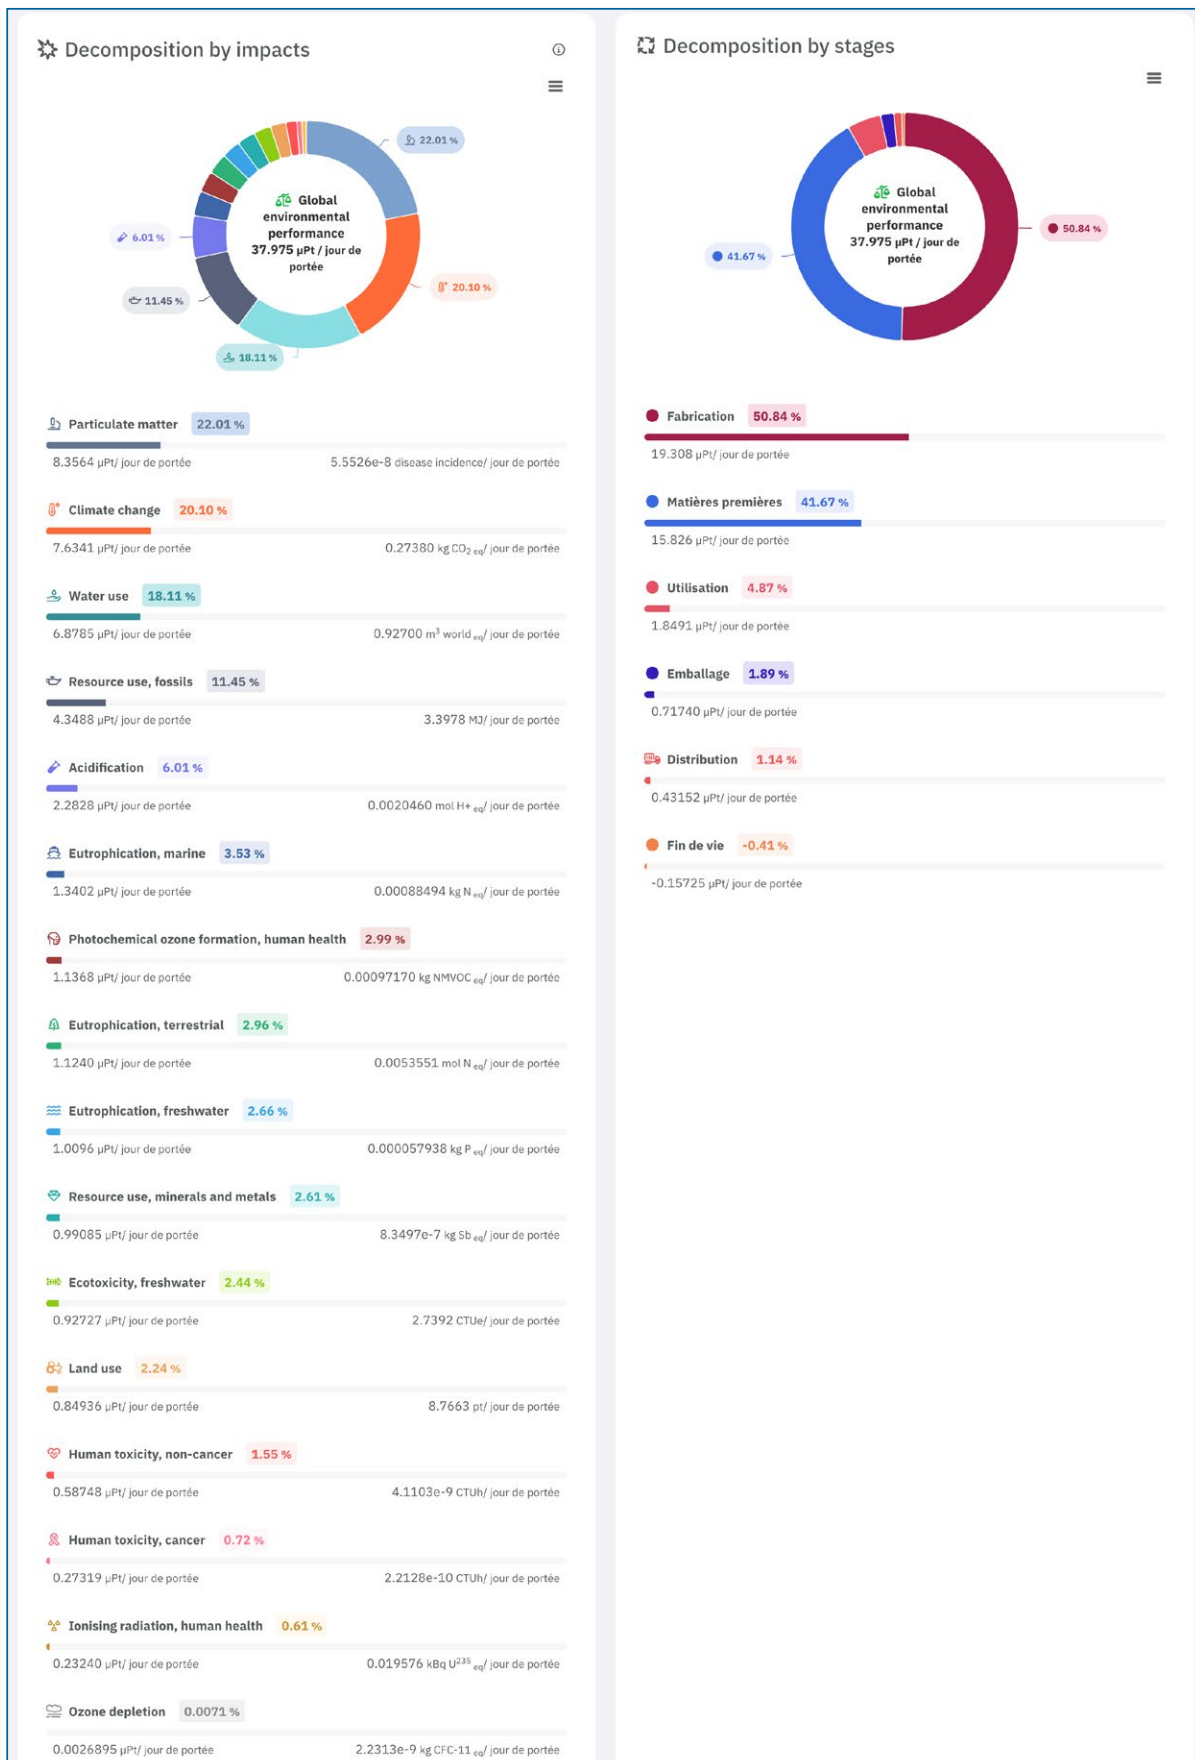 Decomposition by impacts
22.01 %
Global
environmental
performance
37.975 µPt / jour de
portée
6.01 %
11.45 %
20.10 %
18.11 %
Particulate matter 22.01 %
8.3564 µPt/ jour de portée 5.5526e-8 disease incidence/ jour de portée
Climate change 20.10 %
7.6341 µPt/ jour de portée 0.27380 kg CO2 eq/ jour de portée
Water use 18.11 %
6.8785 µPt/ jour de portée 0.92700 m³ world eq/ jour de portée
Resource use, fossils 11.45 %
4.3488 µPt/ jour de portée 3.3978 MJ/ jour de portée
Acidification 6.01 %
2.2828 µPt/ jour de portée 0.0020460 mol H+ eq/ jour de portée
Eutrophication, marine 3.53 %
1.3402 µPt/ jour de portée 0.00088494 kg N eq/ jour de portée
Photochemical ozone formation, human health 2.99 %
1.1368 µPt/ jour de portée 0.00097170 kg NMVOC eq/ jour de portée
Eutrophication, terrestrial 2.96 %
1.1240 µPt/ jour de portée 0.0053551 mol N eq/ jour de portée
Eutrophication, freshwater 2.66 %
1.0096 µPt/ jour de portée 0.000057938 kg P eq/ jour de portée
Resource use, minerals and metals 2.61 %
0.99085 µPt/ jour de portée 8.3497e-7 kg Sb eq/ jour de portée
Ecotoxicity, freshwater 2.44 %
0.92727 µPt/ jour de portée 2.7392 CTUe/ jour de portée
Land use 2.24 %
0.84936 µPt/ jour de portée 8.7663 pt/ jour de portée
Human toxicity, non-cancer 1.55 %
0.58748 µPt/ jour de portée 4.1103e-9 CTUh/ jour de portée
Human toxicity, cancer 0.72 %
0.27319 µPt/ jour de portée 2.2128e-10 CTUh/ jour de portée
Ionising radiation, human health 0.61 %
0.23240 µPt/ jour de portée 0.019576 kBq U²³⁵ eq/ jour de portée
Ozone depletion 0.0071 %
0.0026895 µPt/ jour de portée 2.2313e-9 kg CFC-11 eq/ jour de portée
Decomposition by stages
Global
environmental
performance
37.975 µPt / jour de
portée
50.84 %
41.67 %
Fabrication 50.84 %
19.308 µPt/ jour de portée
Matières premières 41.67 %
15.826 µPt/ jour de portée
Utilisation 4.87 %
1.8491 µPt/ jour de portée
Emballage 1.89 %
0.71740 µPt/ jour de portée
Distribution 1.14 %
0.43152 µPt/ jour de portée
Fin de vie -0.41 %
-0.15725 µPt/ jour de portée